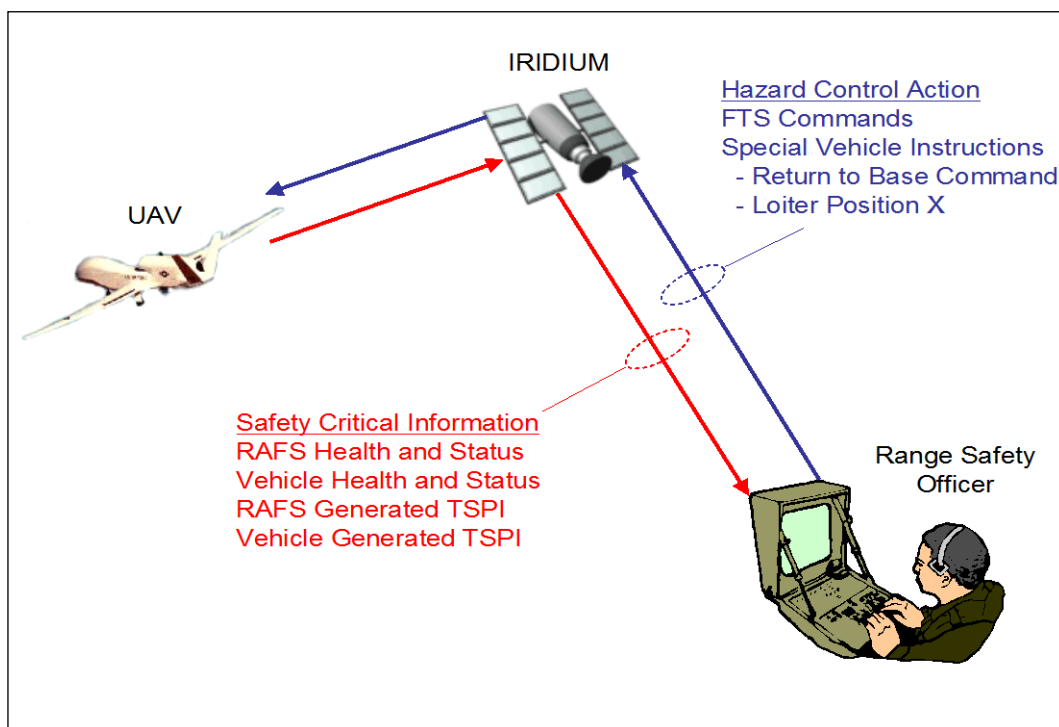 IRIDIUM
Hazard Control Action
FTS Commands
Special Vehicle Instructions
- Return to Base Command
- Loiter Position X
UAV
Safety Critical Information
RAFS Health and Status
Vehicle Health and Status
RAFS Generated TSPI
Vehicle Generated TSPI
Range Safety
Officer